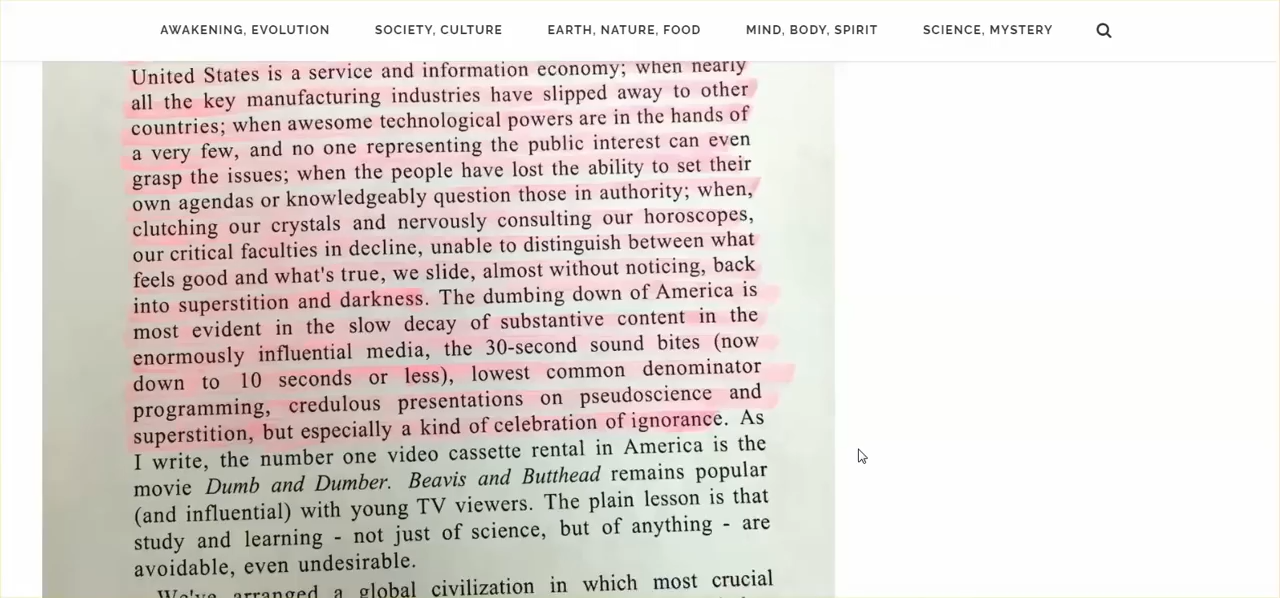 AWAKENING, EVOLUTION SOCIETY, CULTURE EARTH, NATURE, FOOD MIND, BODY, SPIRIT SCIENCE, MYSTERY
United States is a service and information economy; when nearly
all the key manufacturing industries have slipped away to other
countries; when awesome technological powers are in the hands of
a very few, and no one representing the public interest can even
grasp the issues; when the people have lost the ability to set their
own agendas or knowledgeably question those in authority; when,
clutching our crystals and nervously consulting our horoscopes,
our critical faculties in decline, unable to distinguish between what
feels good and what's true, we slide, almost without noticing, back
into superstition and darkness. The dumbing down of America is
most evident in the slow decay of substantive content in the
enormously influential media, the 30-second sound bites (now
down to 10 seconds or less), lowest common denominator
programming, credulous presentations on pseudoscience and
superstition, but especially a kind of celebration of ignorance. As
I write, the number one video cassette rental in America is the
movie Dumb and Dumber. Beavis and Butthead remains popular
(and influential) with young TV viewers. The plain lesson is that
study and learning - not just of science, but of anything - are
avoidable, even undesirable.
We've arranged a global civilization in which most crucial